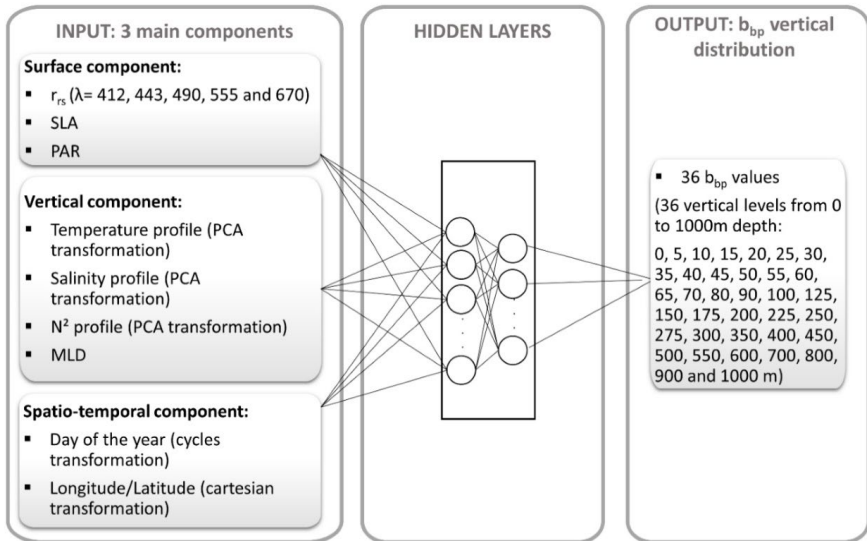 INPUT: 3 main components
Surface component:
▪ rrs (λ= 412, 443, 490, 555 and 670)
▪ SLA
▪ PAR
Vertical component:
▪ Temperature profile (PCA
transformation)
▪ Salinity profile (PCA
transformation)
▪ N² profile (PCA transformation)
▪ MLD
Spatio-temporal component:
▪ Day of the year (cycles
transformation)
▪ Longitude/Latitude (cartesian
transformation)
HIDDEN LAYERS
OUTPUT: bbp vertical
distribution
▪ 36 bbp values
(36 vertical levels from 0
to 1000m depth:
0, 5, 10, 15, 20, 25, 30,
35, 40, 45, 50, 55, 60,
65, 70, 80, 90, 100, 125,
150, 175, 200, 225, 250,
275, 300, 350, 400, 450,
500, 550, 600, 700, 800,
900 and 1000 m)